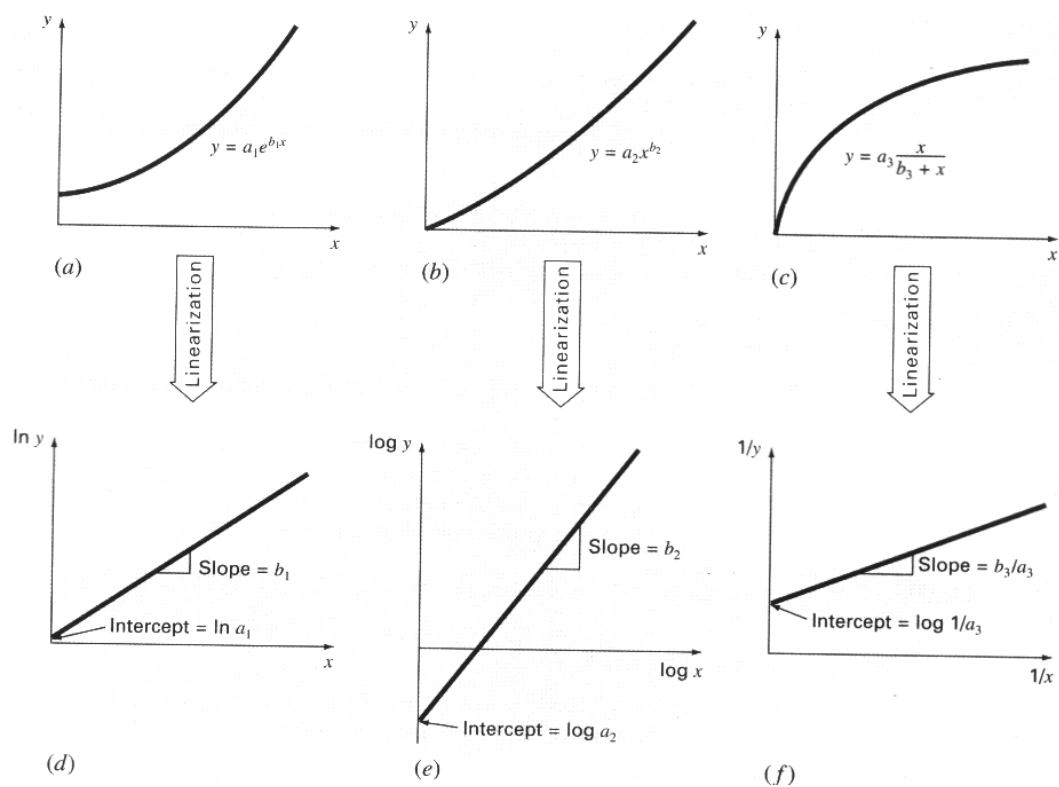 y
y = a₁e^{b₁x}
x
(a)
y
y = a₂x^{b₂}
x
(b)
y
y = a₃ x / (b₃ + x)
x
(c)
Linearization
Linearization
Linearization
ln y
Slope = b₁
Intercept = ln a₁
x
(d)
log y
Slope = b₂
log x
Intercept = log a₂
(e)
1/y
Slope = b₃/a₃
Intercept = log 1/a₃
1/x
(f)